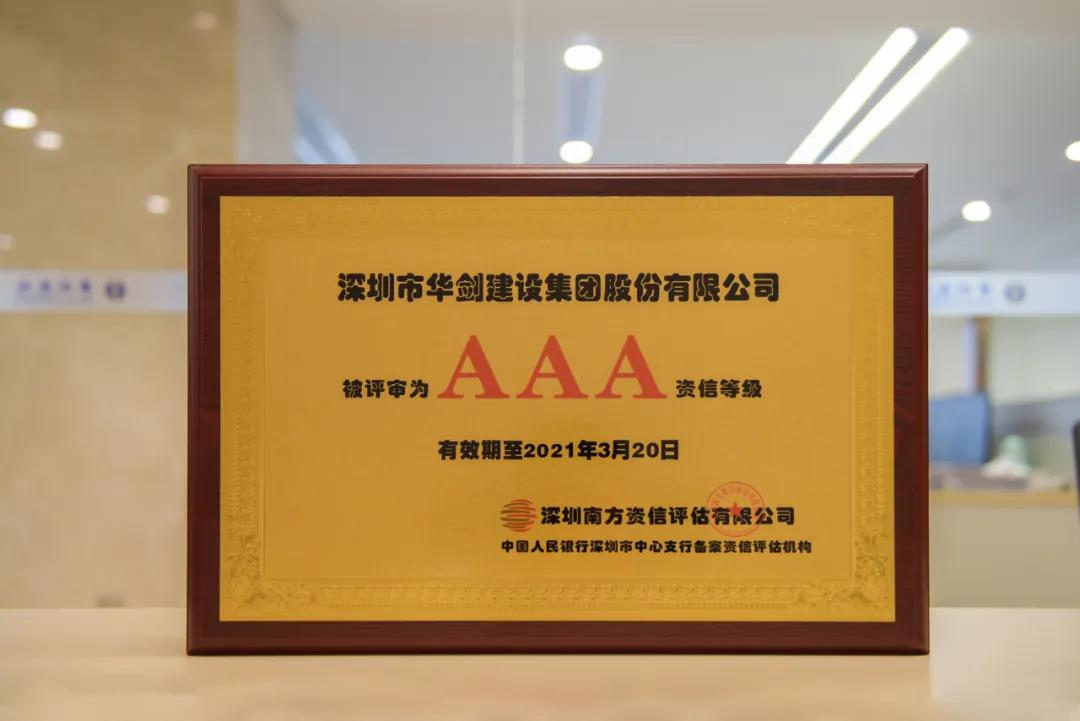 深圳市华剑建设集团股份有限公司
被评审为AAA资信等级
有效期至2021年3月20日
深圳南方资信评估有限公司
中国人民银行深圳市中心支行备案资信评估机构